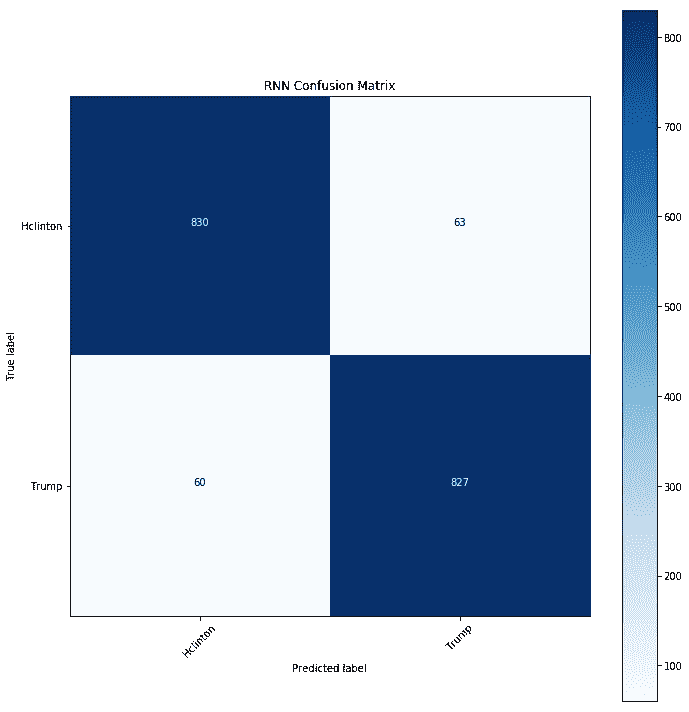 RNN Confusion Matrix
Hclinton
830
63
Trump
60
827
True label
Hclinton
Trump
Predicted label
800
700
600
500
400
300
200
100